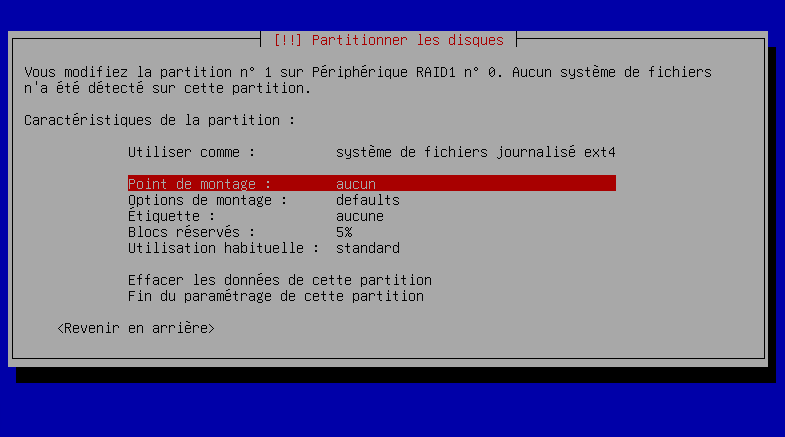 [!!] Partitionner les disques
Vous modifiez la partition n° 1 sur Périphérique RAID1 n° 0. Aucun système de fichiers
n'a été détecté sur cette partition.
Caractéristiques de la partition :
Utiliser comme : système de fichiers journalisé ext4
Point de montage : aucun
Options de montage : defaults
Étiquette : aucune
Blocs réservés : 5%
Utilisation habituelle : standard
Effacer les données de cette partition
Fin du paramétrage de cette partition
<Revenir en arrière>